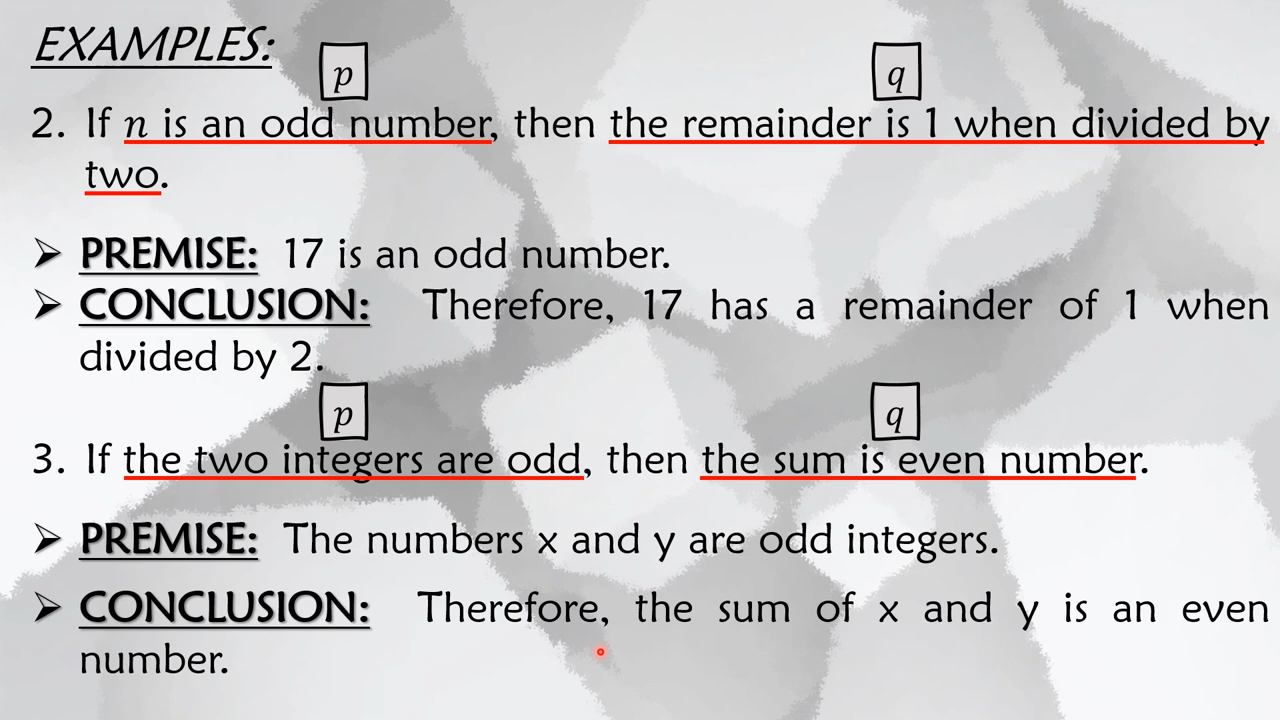 EXAMPLES:
p q
2. If n is an odd number, then the remainder is 1 when divided by
two.
➢ PREMISE: 17 is an odd number.
➢ CONCLUSION: Therefore, 17 has a remainder of 1 when
divided by 2.
p q
3. If the two integers are odd, then the sum is even number.
➢ PREMISE: The numbers x and y are odd integers.
➢ CONCLUSION: Therefore, the sum of x and y is an even
number.